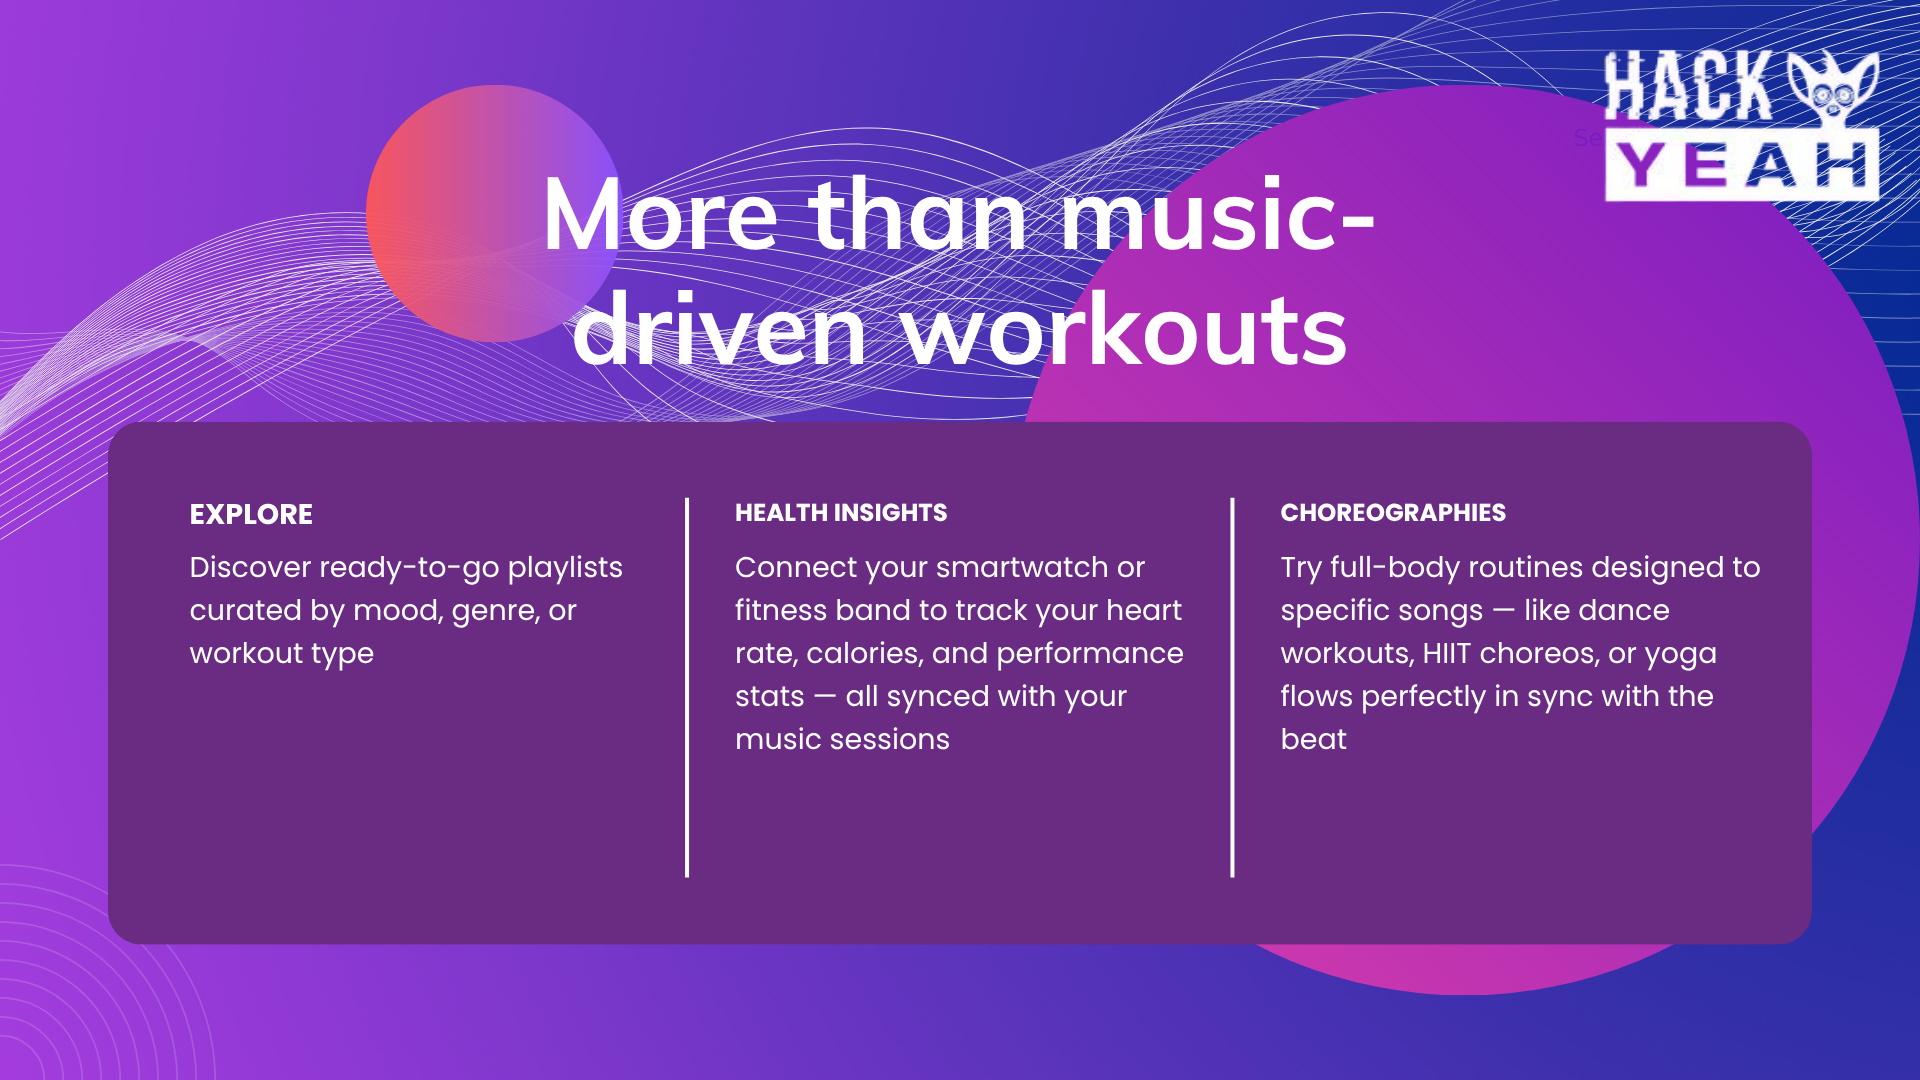 HACK
YEAH
More than music-
driven workouts
EXPLORE
Discover ready-to-go playlists
curated by mood, genre, or
workout type
HEALTH INSIGHTS
Connect your smartwatch or
fitness band to track your heart
rate, calories, and performance
stats — all synced with your
music sessions
CHOREOGRAPHIES
Try full-body routines designed to
specific songs — like dance
workouts, HIIT choreos, or yoga
flows perfectly in sync with the
beat